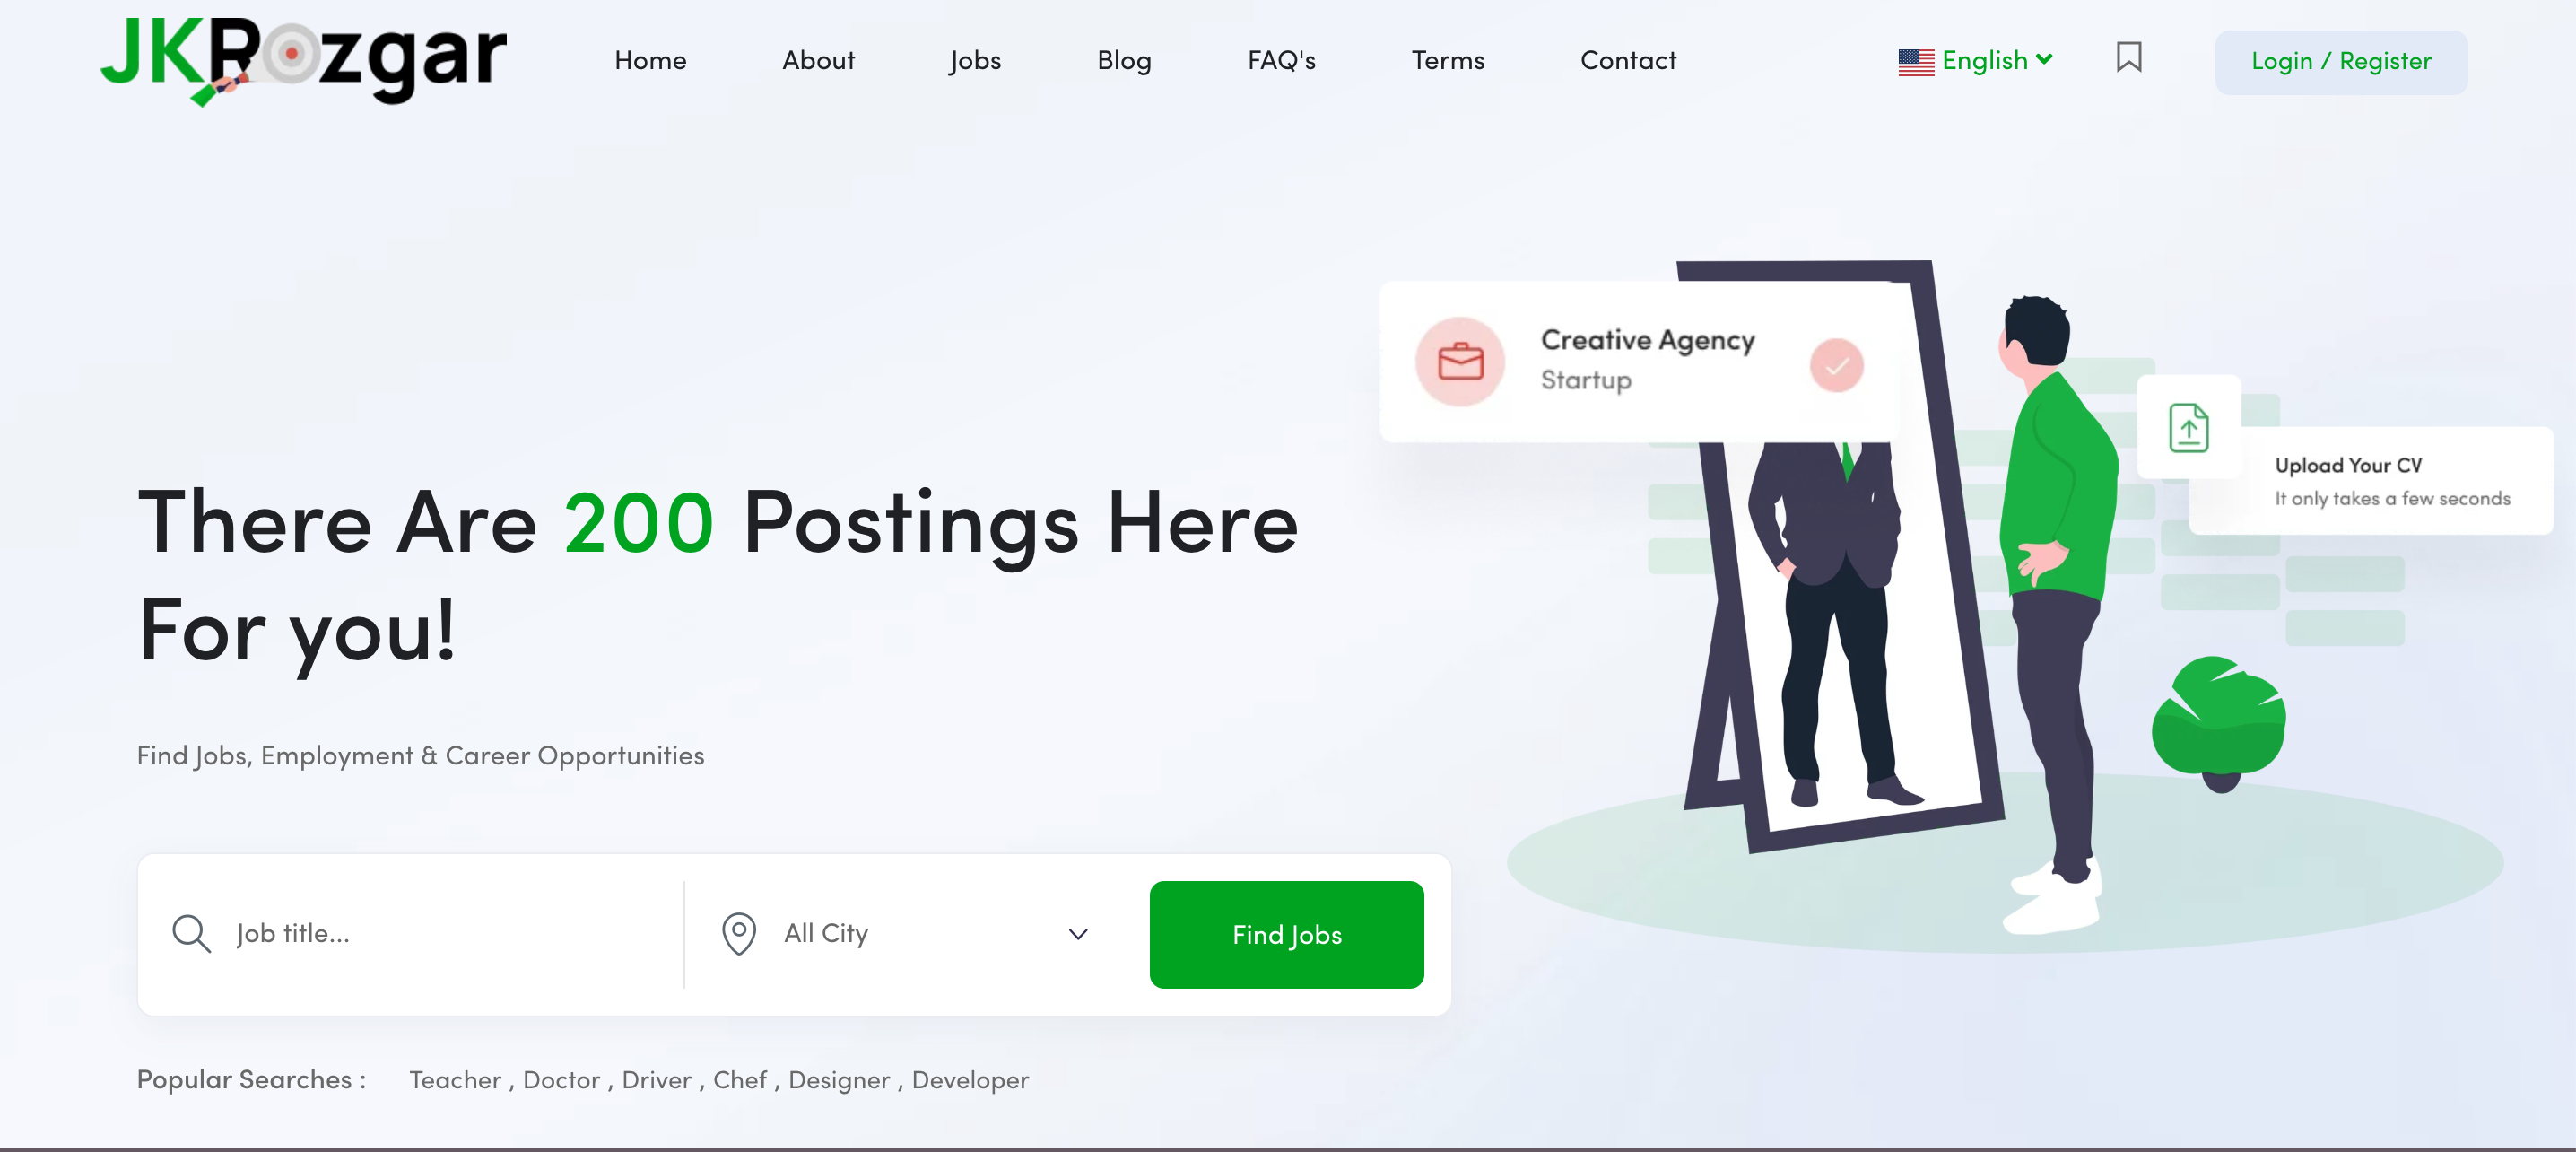 JKRozgar
Home About Jobs Blog FAQ's Terms Contact English Login / Register
Creative Agency
Startup
Upload Your CV
It only takes a few seconds
There Are 200 Postings Here
For you!
Find Jobs, Employment & Career Opportunities
Job title... All City Find Jobs
Popular Searches : Teacher , Doctor , Driver , Chef , Designer , Developer